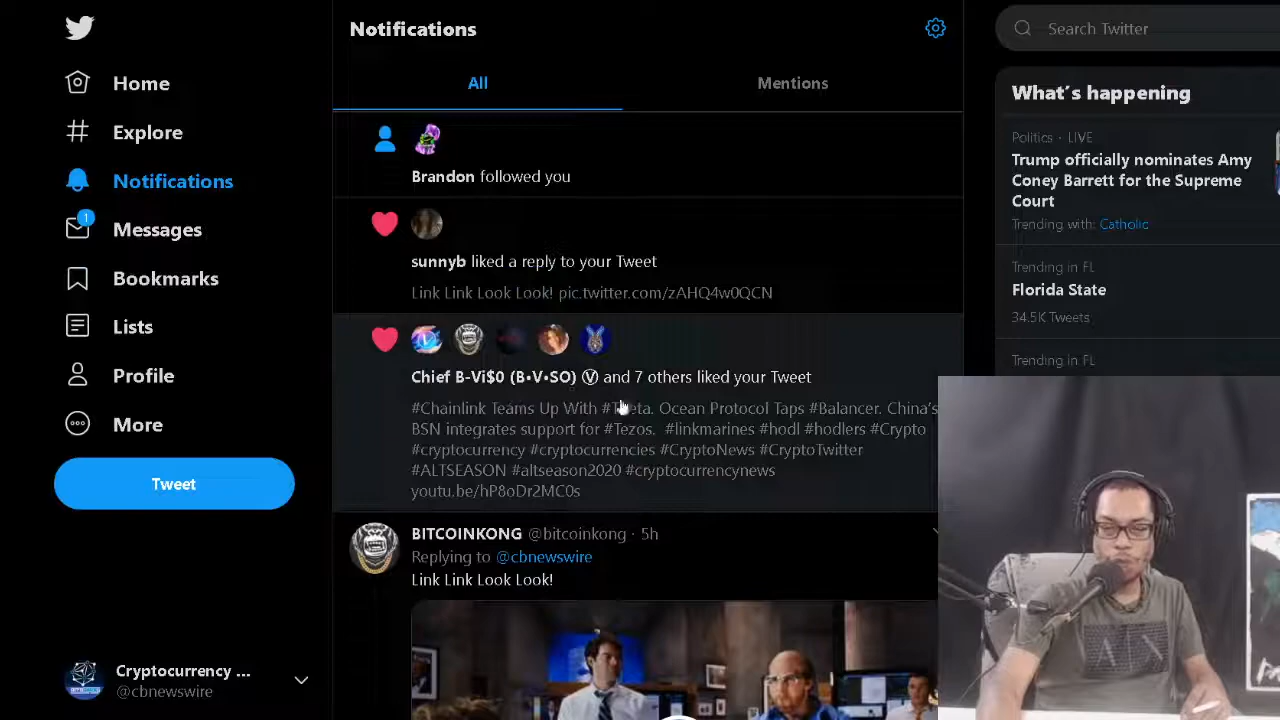 Home
Explore
Notifications
1
Messages
Bookmarks
Lists
Profile
More
Tweet
Cryptocurrency ...
@cbnewswire
Notifications
All
Mentions
Brandon followed you
sunnyb liked a reply to your Tweet
Link Link Look Look! pic.twitter.com/zAHQ4w0QCN
Chief B-Vi$0 (B•V•SO) Ⓥ and 7 others liked your Tweet
#Chainlink Teams Up With Ocean Protocol Taps #Balancer. China's
BSN integrates support for #Tezos. #linkmarines #hodl #hodlers #Crypto
#cryptocurrency #cryptocurrencies #CryptoNews #CryptoTwitter
#ALTSEASON #altseason2020 #cryptocurrencynews
youtu.be/hP8oDr2MC0s
BITCOINKONG @bitcoinkong · 5h
Replying to @cbnewswire
Link Link Look Look!
Search Twitter
What's happening
Politics · LIVE
Trump officially nominates Amy
Coney Barrett for the Supreme
Court
Trending with: Catholic
Trending in FL
Florida State
34.5K Tweets
Trending in FL